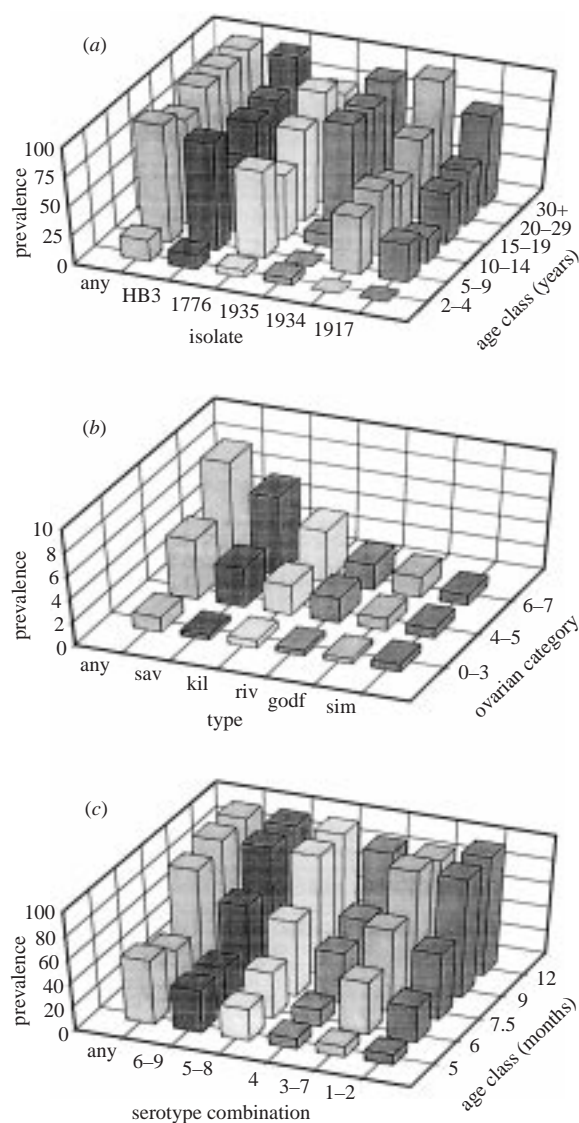 (a)
100
75
50
25
0
prevalence
any
HB3
1776
1935
1934
1917
isolate
30+
20–29
15–19
10–14
5–9
2–4
age class (years)
(b)
10
8
6
4
2
0
prevalence
any
sav
kil
riv
godf
sim
type
6–7
4–5
0–3
ovarian category
(c)
100
80
60
40
20
0
prevalence
any
6–9
5–8
4
3–7
1–2
serotype combination
12
9
7.5
6
5
age class (months)